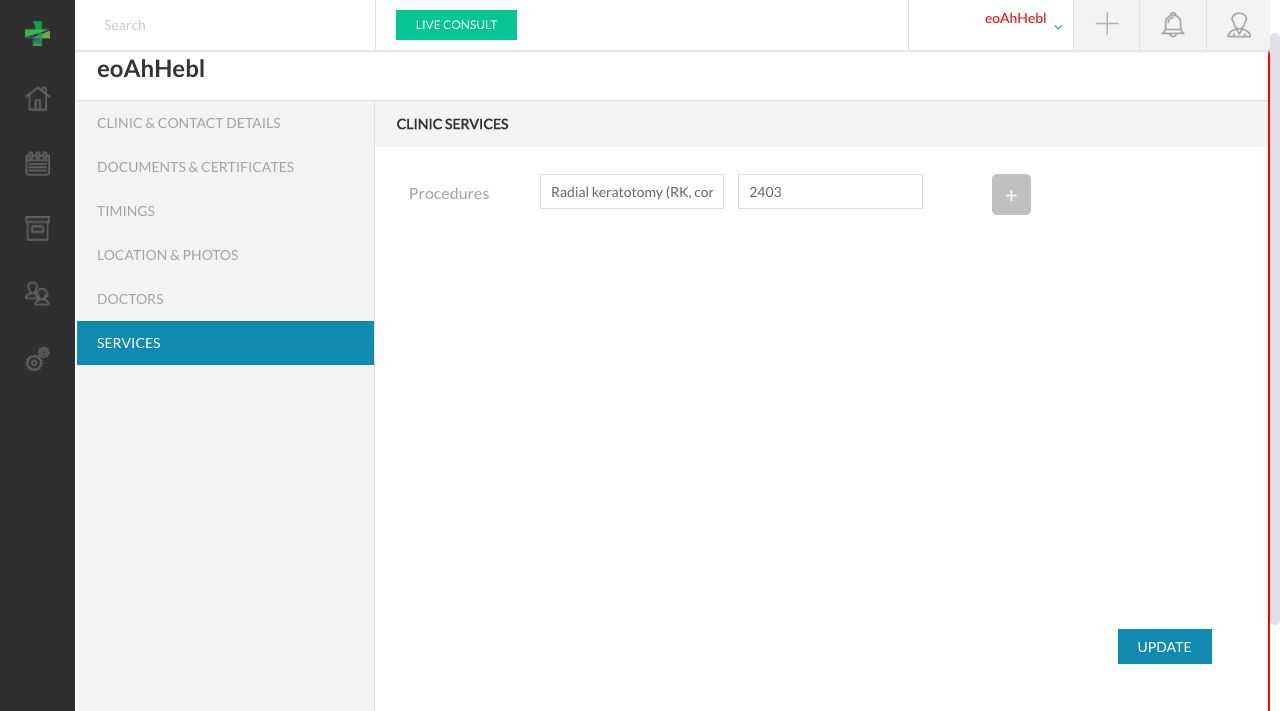 Search
LIVE CONSULT
eoAhHebl
eoAhHebl
CLINIC & CONTACT DETAILS
DOCUMENTS & CERTIFICATES
TIMINGS
LOCATION & PHOTOS
DOCTORS
SERVICES
CLINIC SERVICES
Procedures
Radial keratotomy (RK, cor
2403
+
UPDATE